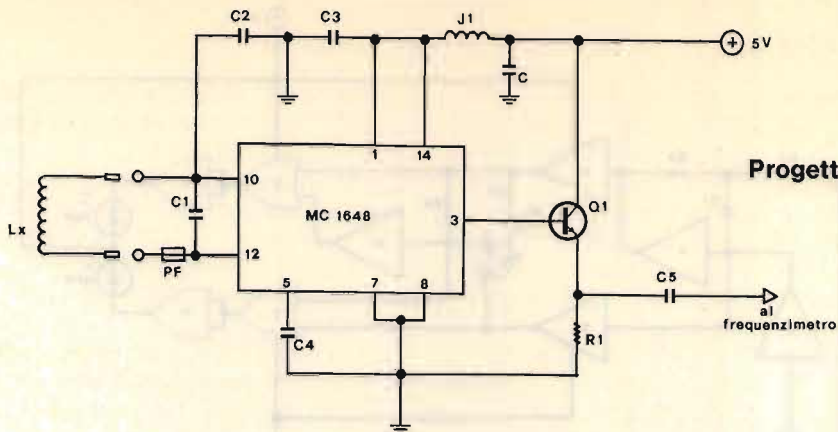 C2
C3
J1
5V
C
1
14
Progett
10
C1
MC 1648
3
Q1
Lx
PF
12
5
7
8
C5
C4
R1
al
frequenzimetro